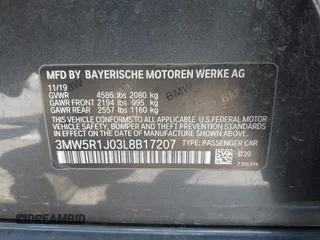 MFD BY BAYERISCHE MOTOREN WERKE AG
11/19
GVWR 4586 lbs 2080 kg
GAWR FRONT 2194 lbs 995 kg
GAWR REAR 2557 lbs 1160 kg
THIS VEHICLE CONFORMS TO ALL APPLICABLE U.S. FEDERAL MOTOR
VEHICLE SAFETY, BUMPER, AND THEFT PREVENTION STANDARDS
IN EFFECT ON THE DATE OF MANUFACTURE SHOWN ABOVE.
3MW5R1J03L8B17207 TYPE: PASSENGER CAR
B39
DREAMBID